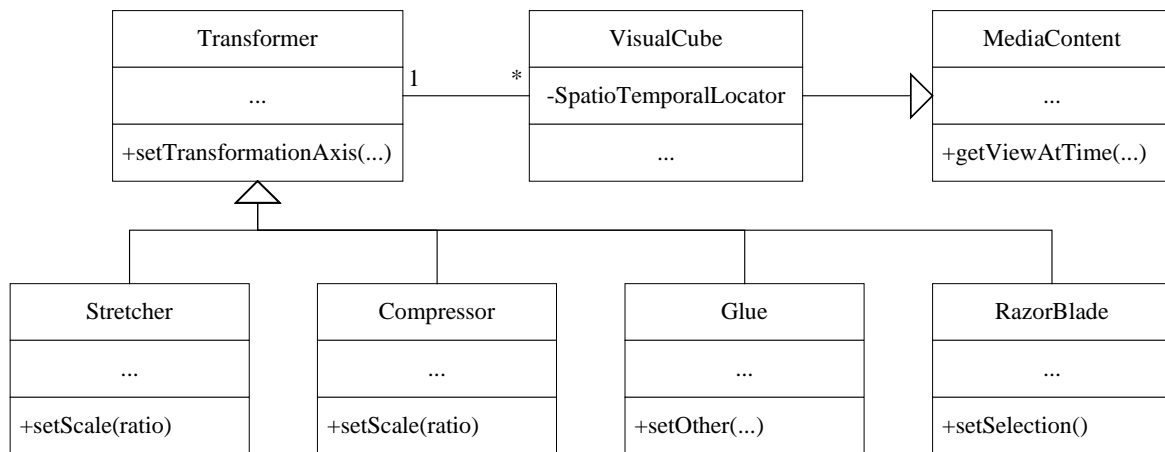 Transformer
...
+setTransformationAxis(...)
1
*
VisualCube
-SpatioTemporalLocator
...
MediaContent
...
+getViewAtTime(...)
Stretcher
...
+setScale(ratio)
Compressor
...
+setScale(ratio)
Glue
...
+setOther(...)
RazorBlade
...
+setSelection()